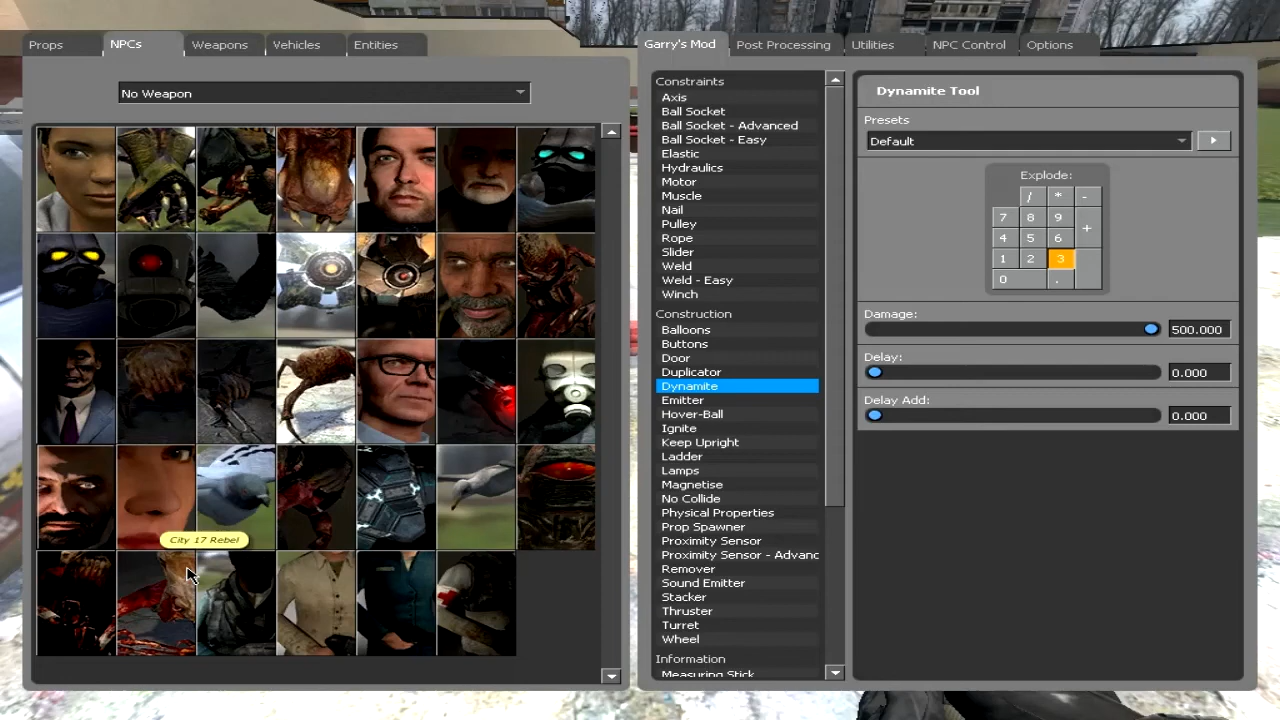 Props
NPCs
Weapons
Vehicles
Entities
No Weapon
City 17 Rebel
Garry's Mod
Post Processing
Utilities
NPC Control
Options
Constraints
Axis
Ball Socket
Ball Socket - Advanced
Ball Socket - Easy
Elastic
Hydraulics
Motor
Muscle
Nail
Pulley
Rope
Slider
Weld
Weld - Easy
Winch
Construction
Balloons
Buttons
Door
Duplicator
Dynamite
Emitter
Hover-Ball
Ignite
Keep Upright
Ladder
Lamps
Magnetise
No Collide
Physical Properties
Prop Spawner
Proximity Sensor
Proximity Sensor - Advanc
Remover
Sound Emitter
Stacker
Thruster
Turret
Wheel
Information
Measuring Stick
Dynamite Tool
Presets
Default
Explode:
/ * -
7 8 9 +
4 5 6
1 2 3
0 .
Damage:
500.000
Delay:
0.000
Delay Add:
0.000